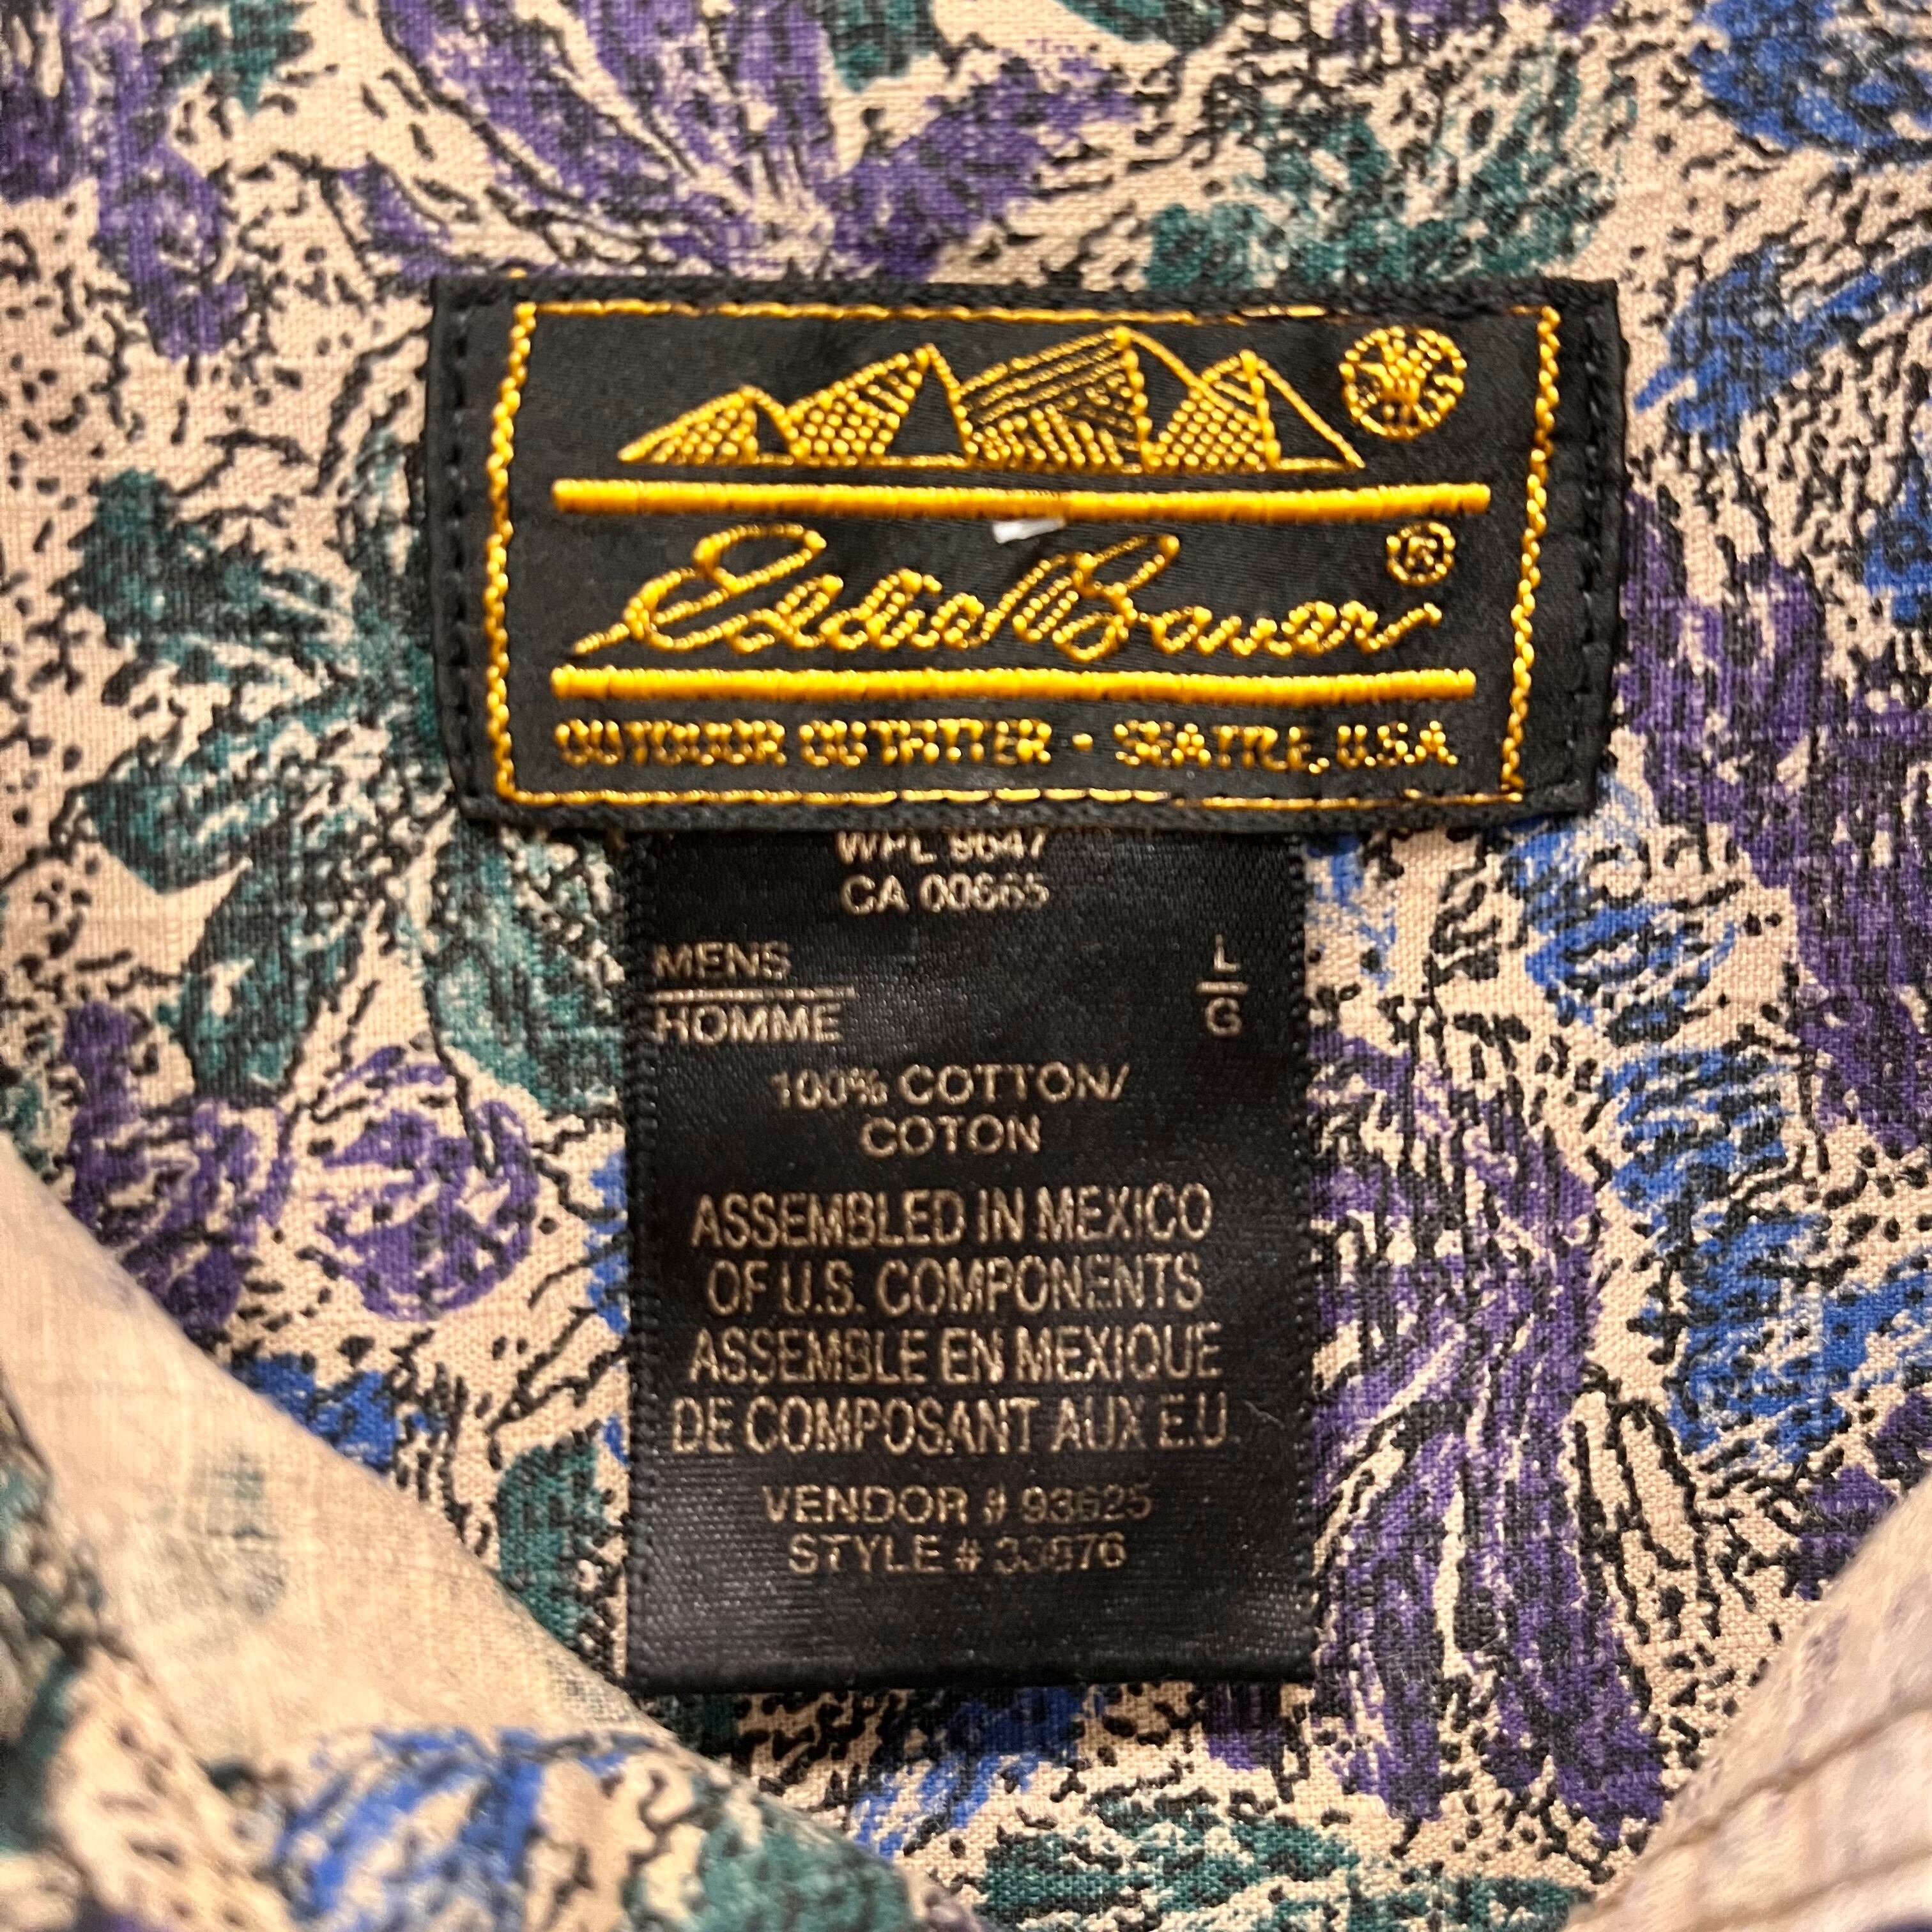 Eddie Bauer ®
OUTDOOR OUTFITTER • SEATTLE, U.S.A.
WPL 9647
CA 00665
MENS L
HOMME G
100% COTTON/
COTON
ASSEMBLED IN MEXICO
OF U.S. COMPONENTS
ASSEMBLE EN MEXIQUE
DE COMPOSANT AUX E.U.
VENDOR # 93625
STYLE #